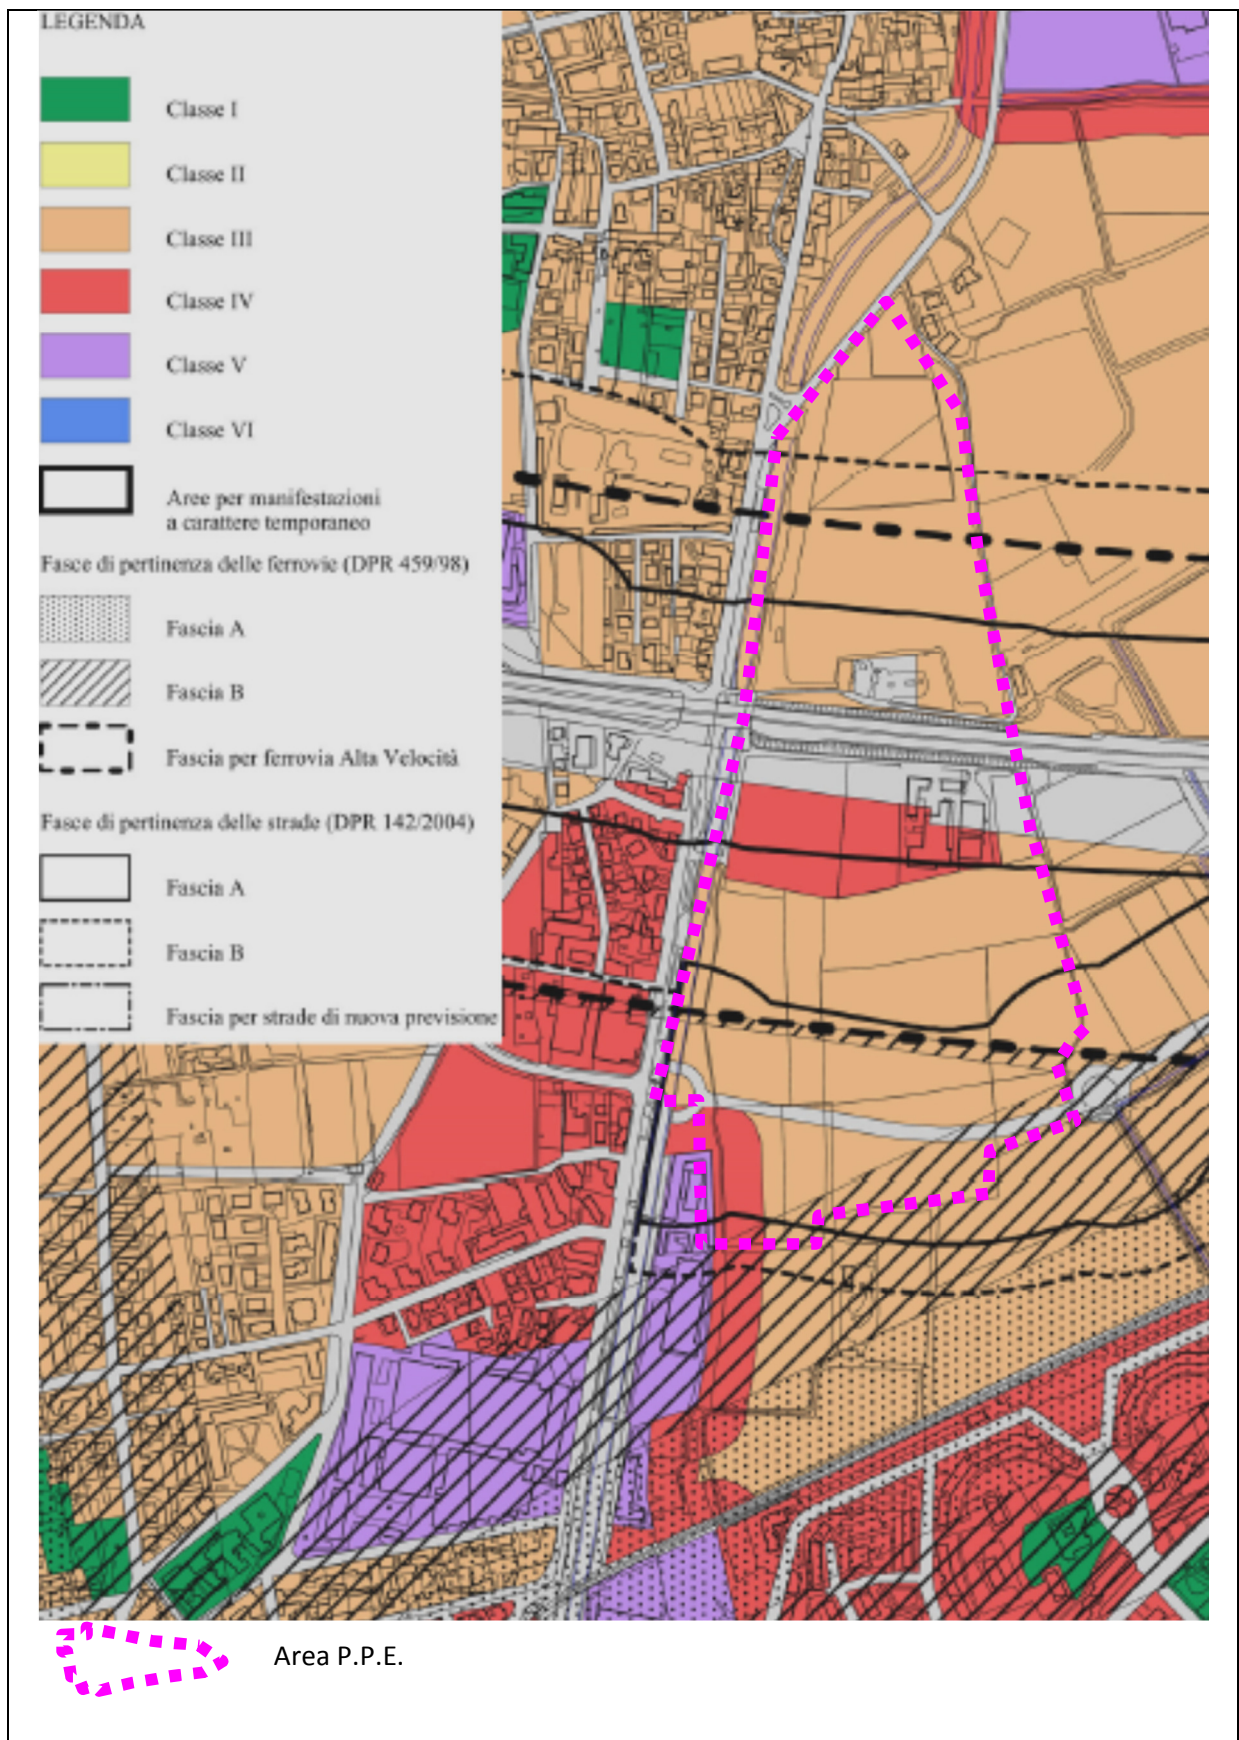 LEGENDA
Classe I
Classe II
Classe III
Classe IV
Classe V
Classe VI
Aree per manifestazioni
a carattere temporaneo
Fasce di pertinenza delle ferrovie (DPR 459/98)
Fascia A
Fascia B
Fascia per ferrovia Alta Velocità
Fasce di pertinenza delle strade (DPR 142/2004)
Fascia A
Fascia B
Fascia per strade di nuova previsione
Area P.P.E.